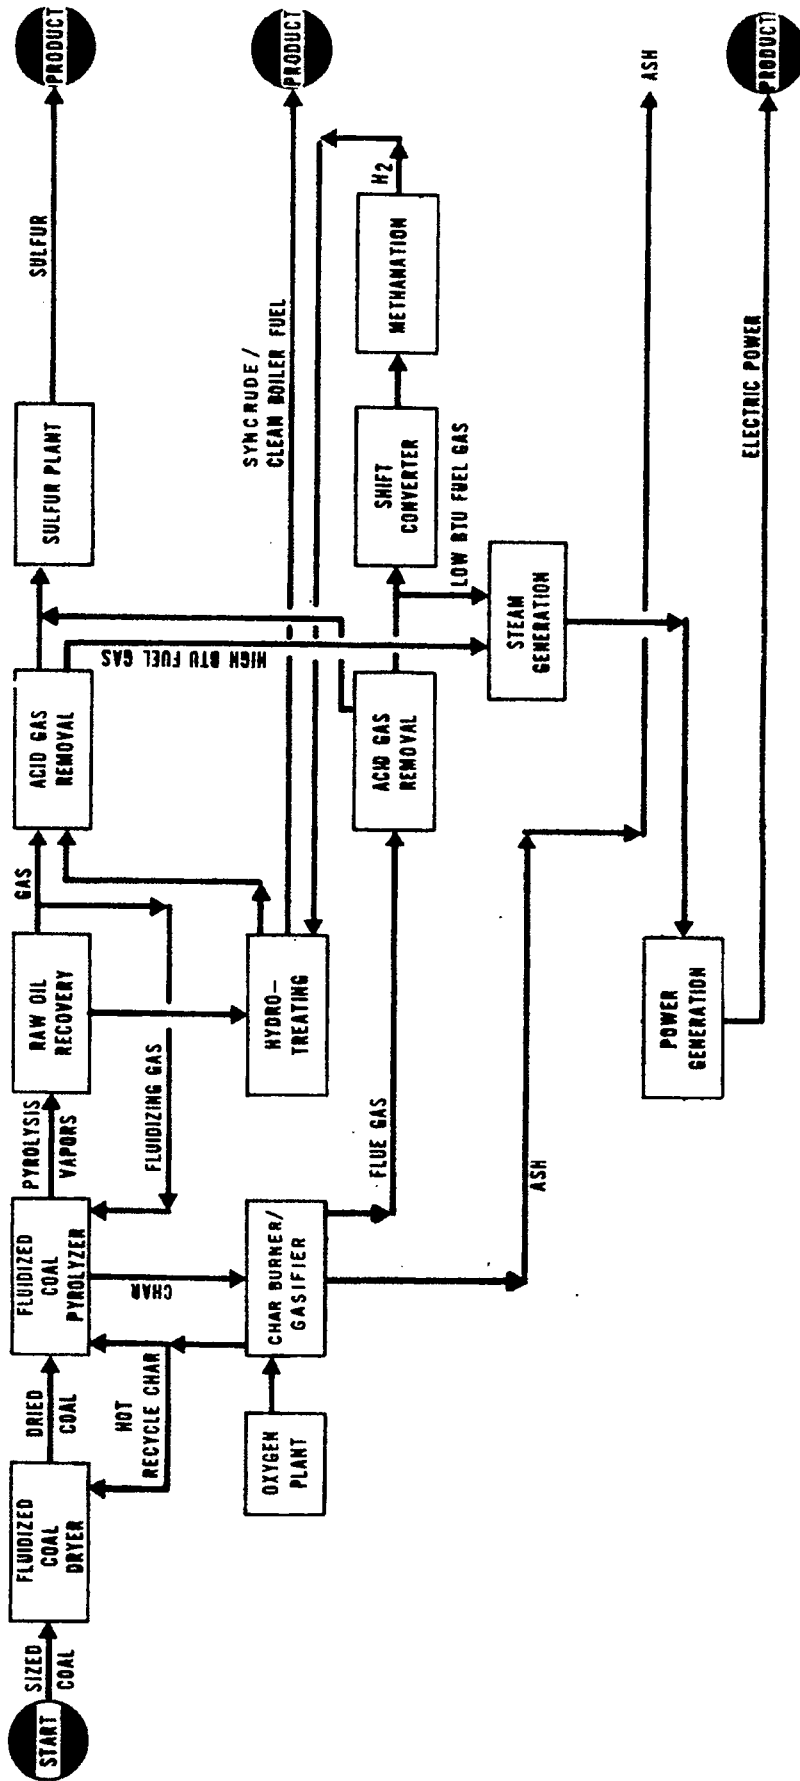 START
SIZED
COAL
FLUIDIZED
COAL
DRYER
DRIED
COAL
HOT
RECYCLE CHAR
FLUIDIZED
COAL
PYROLYZER
CHAR
OXYGEN
PLANT
CHAR BURNER/
GASIFIER
PYROLYSIS
VAPORS
FLUIDIZING GAS
FLUE GAS
ASH
RAW OIL
RECOVERY
HYDRO-
TREATING
GAS
ACID GAS
REMOVAL
HIGH BTU FUEL GAS
ACID GAS
REMOVAL
LOW BTU FUEL GAS
STEAM
GENERATION
POWER
GENERATION
SULFUR PLANT
SHIFT
CONVERTER
METHANATION
H2
SULFUR
PRODUCT
SYNCRUDE/
CLEAN BOILER FUEL
PRODUCT
ASH
ELECTRIC POWER
PRODUCT